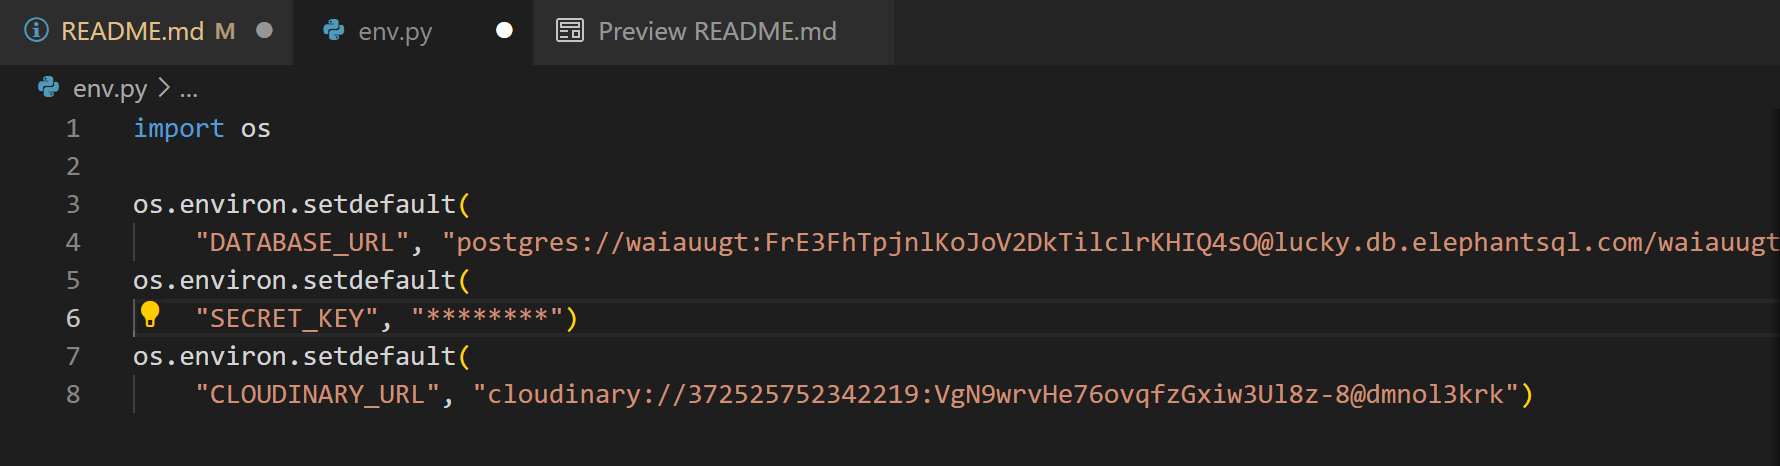 README.md M env.py Preview README.md
env.py > ...
1 import os
2
3 os.environ.setdefault(
4 "DATABASE_URL", "postgres://waiauugt:FrE3FhTpjnlKoJoV2DkTilclrKHIQ4sO@lucky.db.elephantsql.com/waiauugt
5 os.environ.setdefault(
6 "SECRET_KEY", "********")
7 os.environ.setdefault(
8 "CLOUDINARY_URL", "cloudinary://372525752342219:VgN9wrvHe76ovqfzGxiw3Ul8z-8@dmnol3krk")